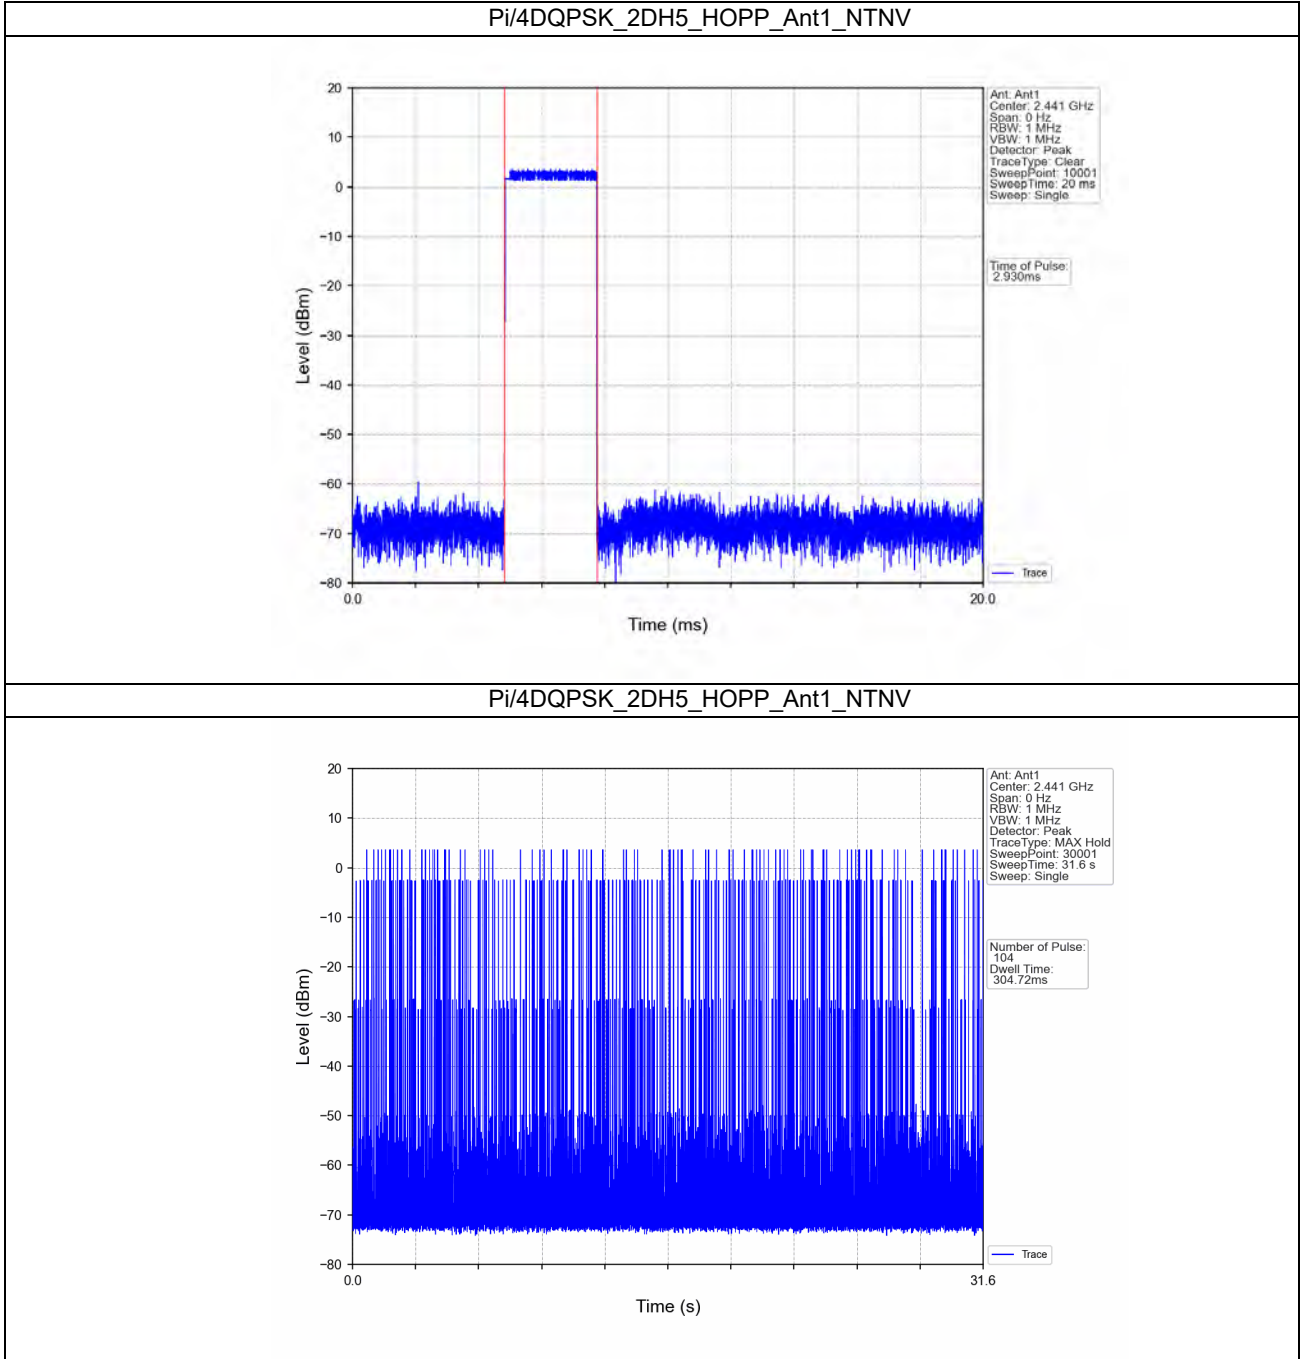 Pi/4DQPSK_2DH5_HOPP_Ant1_NTNV
20
10
0
−10
−20
−30
−40
−50
−60
−70
−80
Level (dBm)
0.0
20.0
Time (ms)
Ant: Ant1
Center: 2.441 GHz
Span: 0 Hz
RBW: 1 MHz
VBW: 1 MHz
Detector: Peak
TraceType: Clear
SweepPoint: 10001
SweepTime: 20 ms
Sweep: Single
Time of Pulse:
2.930ms
Trace
Pi/4DQPSK_2DH5_HOPP_Ant1_NTNV
20
10
0
−10
−20
−30
−40
−50
−60
−70
−80
Level (dBm)
0.0
31.6
Time (s)
Ant: Ant1
Center: 2.441 GHz
Span: 0 Hz
RBW: 1 MHz
VBW: 1 MHz
Detector: Peak
TraceType: MAX Hold
SweepPoint: 30001
SweepTime: 31.6 s
Sweep: Single
Number of Pulse:
104
Dwell Time:
304.72ms
Trace